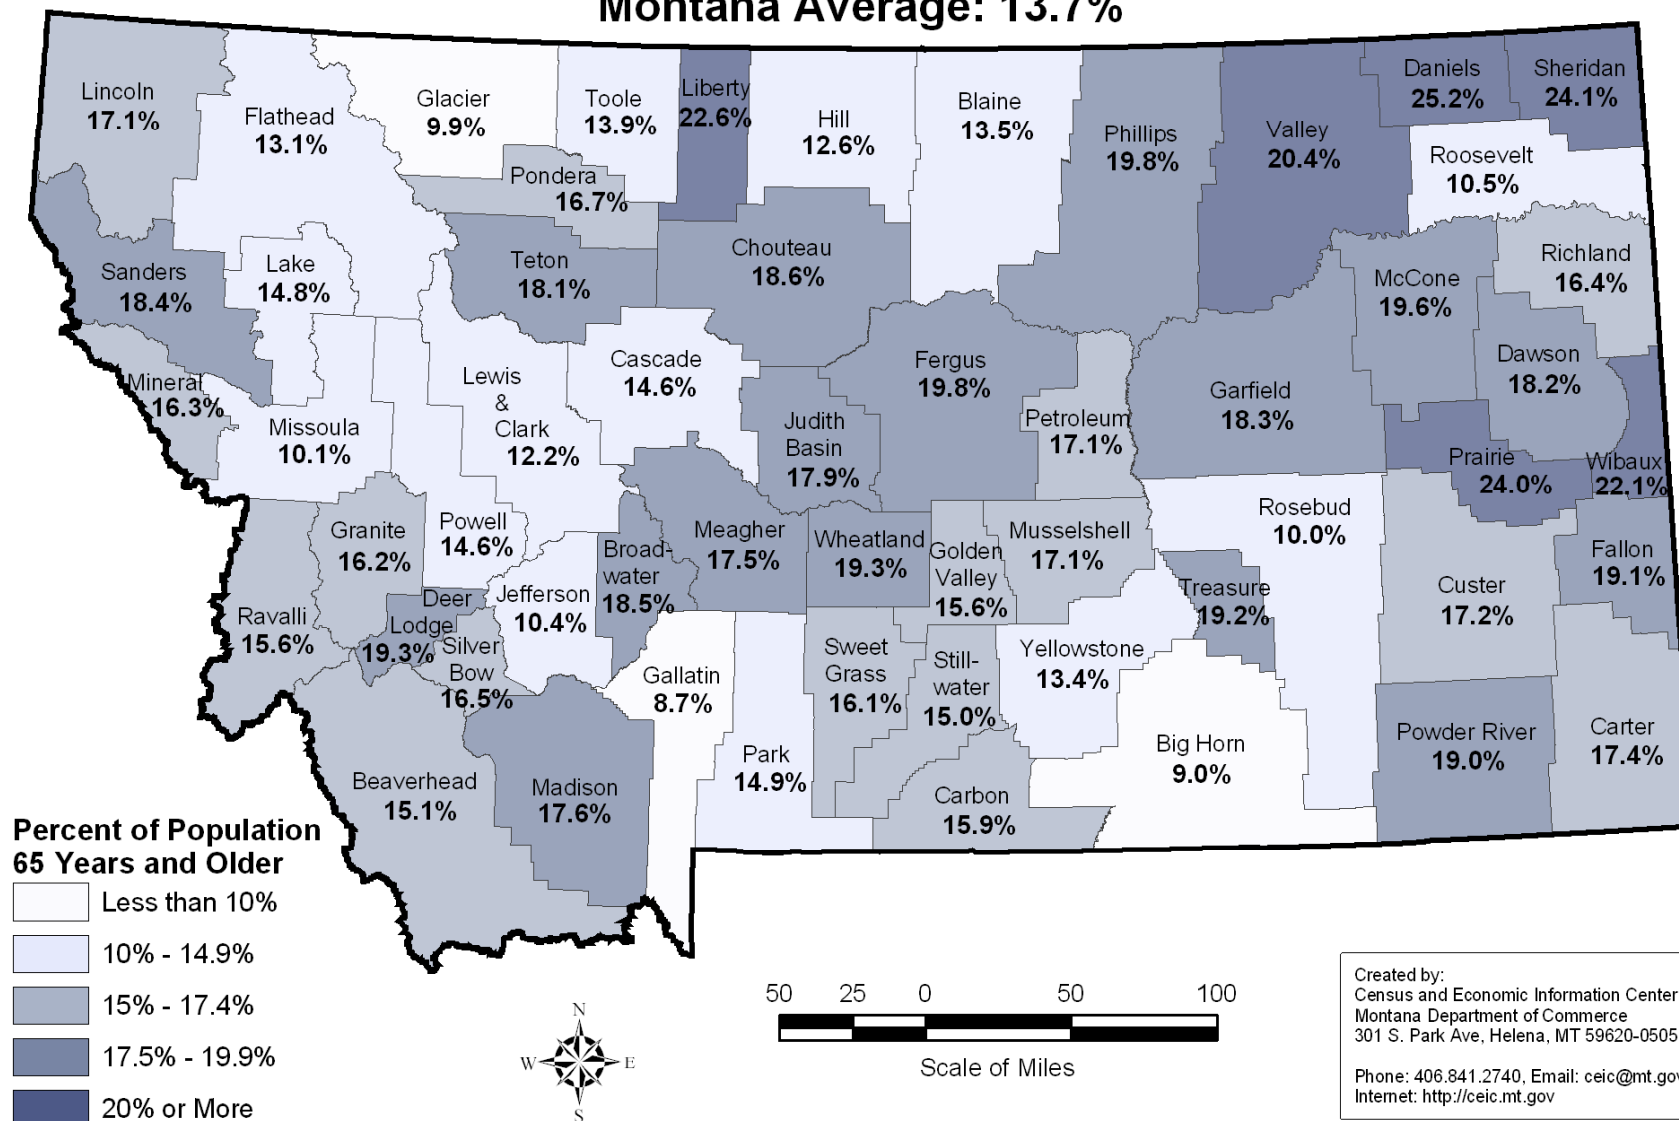 Montana Average: 13.7%
Lincoln
17.1%
Flathead
13.1%
Glacier
9.9%
Toole
13.9%
Liberty
22.6%
Hill
12.6%
Blaine
13.5%
Phillips
19.8%
Valley
20.4%
Daniels
25.2%
Sheridan
24.1%
Roosevelt
10.5%
Pondera
16.7%
Sanders
18.4%
Lake
14.8%
Teton
18.1%
Chouteau
18.6%
McCone
19.6%
Richland
16.4%
Mineral
16.3%
Missoula
10.1%
Lewis
&
Clark
12.2%
Cascade
14.6%
Judith
Basin
17.9%
Fergus
19.8%
Petroleum
17.1%
Garfield
18.3%
Dawson
18.2%
Prairie
24.0%
Wibaux
22.1%
Granite
16.2%
Powell
14.6%
Broad-
water
18.5%
Meagher
17.5%
Wheatland
19.3%
Golden
Valley
15.6%
Musselshell
17.1%
Rosebud
10.0%
Treasure
19.2%
Custer
17.2%
Fallon
19.1%
Ravalli
15.6%
Deer
Lodge
19.3%
Silver
Bow
16.5%
Jefferson
10.4%
Gallatin
8.7%
Park
14.9%
Sweet
Grass
16.1%
Still-
water
15.0%
Yellowstone
13.4%
Big Horn
9.0%
Powder River
19.0%
Carter
17.4%
Beaverhead
15.1%
Madison
17.6%
Carbon
15.9%
Percent of Population
65 Years and Older
Less than 10%
10% - 14.9%
15% - 17.4%
17.5% - 19.9%
20% or More
N
W E
S
50 25 0 50 100
Scale of Miles
Created by:
Census and Economic Information Center
Montana Department of Commerce
301 S. Park Ave, Helena, MT 59620-0505
Phone: 406.841.2740, Email: ceic@mt.gov
Internet: http://ceic.mt.gov